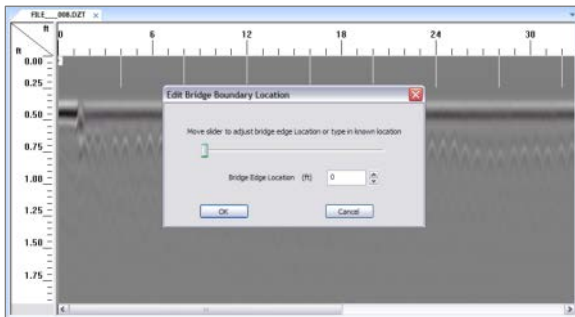 FILE___008.DZT ×
ft
ft
0 6 12 18 24 30
0.00
0.25
0.50
0.75
1.00
1.25
1.50
1.75
Edit Bridge Boundary Location
Move slider to adjust bridge edge Location or type in known location
Bridge Edge Location (ft) 0
OK Cancel